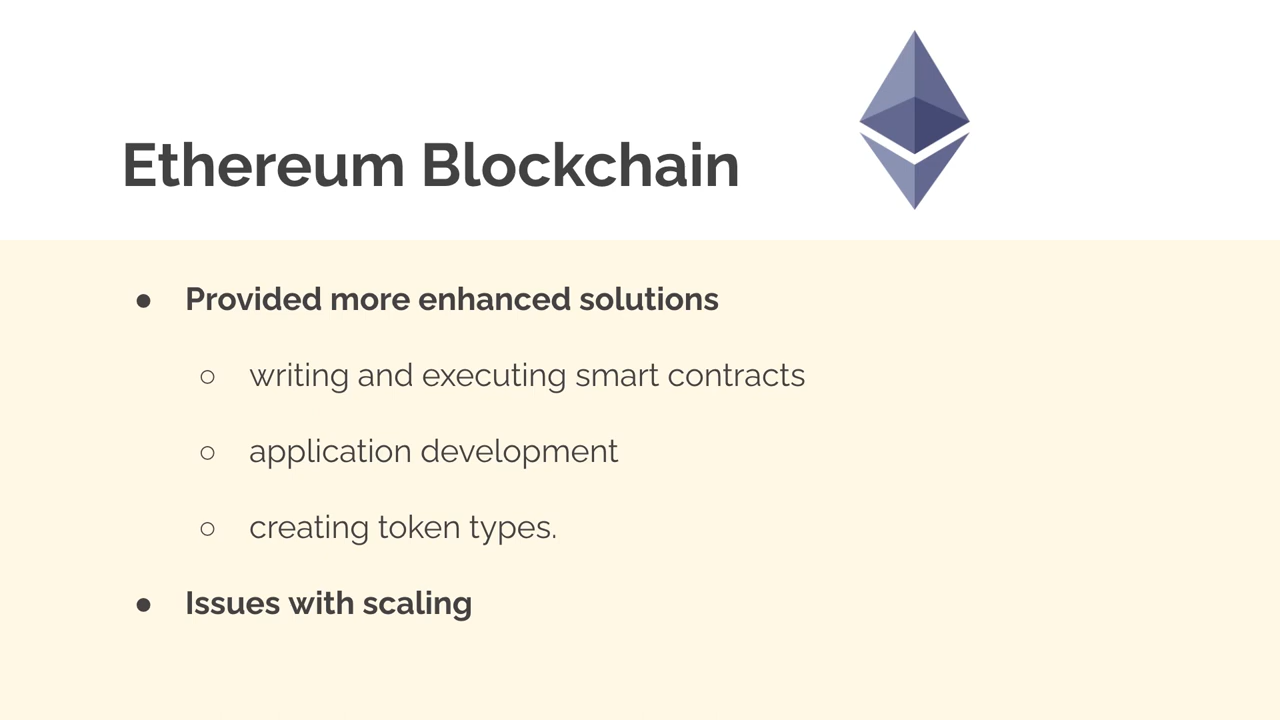 Ethereum Blockchain
● Provided more enhanced solutions
○ writing and executing smart contracts
○ application development
○ creating token types.
● Issues with scaling